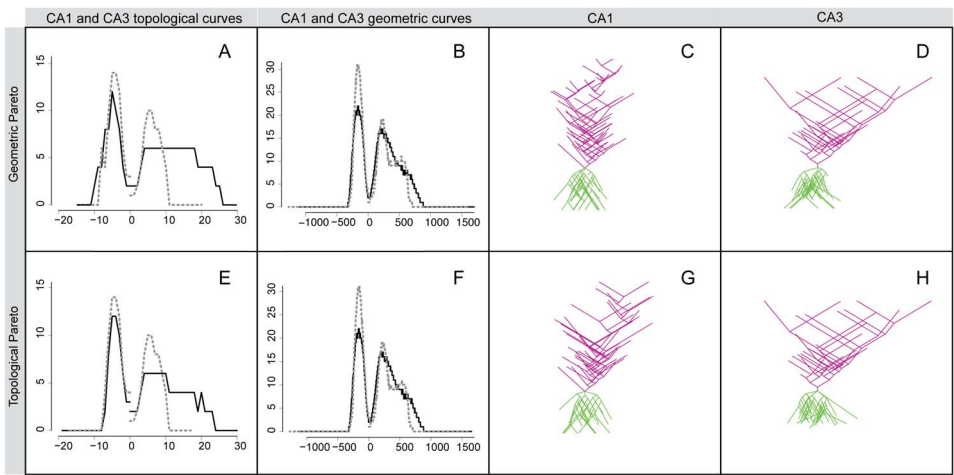 CA1 and CA3 topological curves
CA1 and CA3 geometric curves
CA1
CA3
Geometric Pareto
A
15
10
5
0
−20 −10 0 10 20 30
B
30
25
20
15
10
5
0
−1000 −500 0 500 1000 1500
C
D
Topological Pareto
E
15
10
5
0
−20 −10 0 10 20 30
F
30
25
20
15
10
5
0
−1000 −500 0 500 1000 1500
G
H